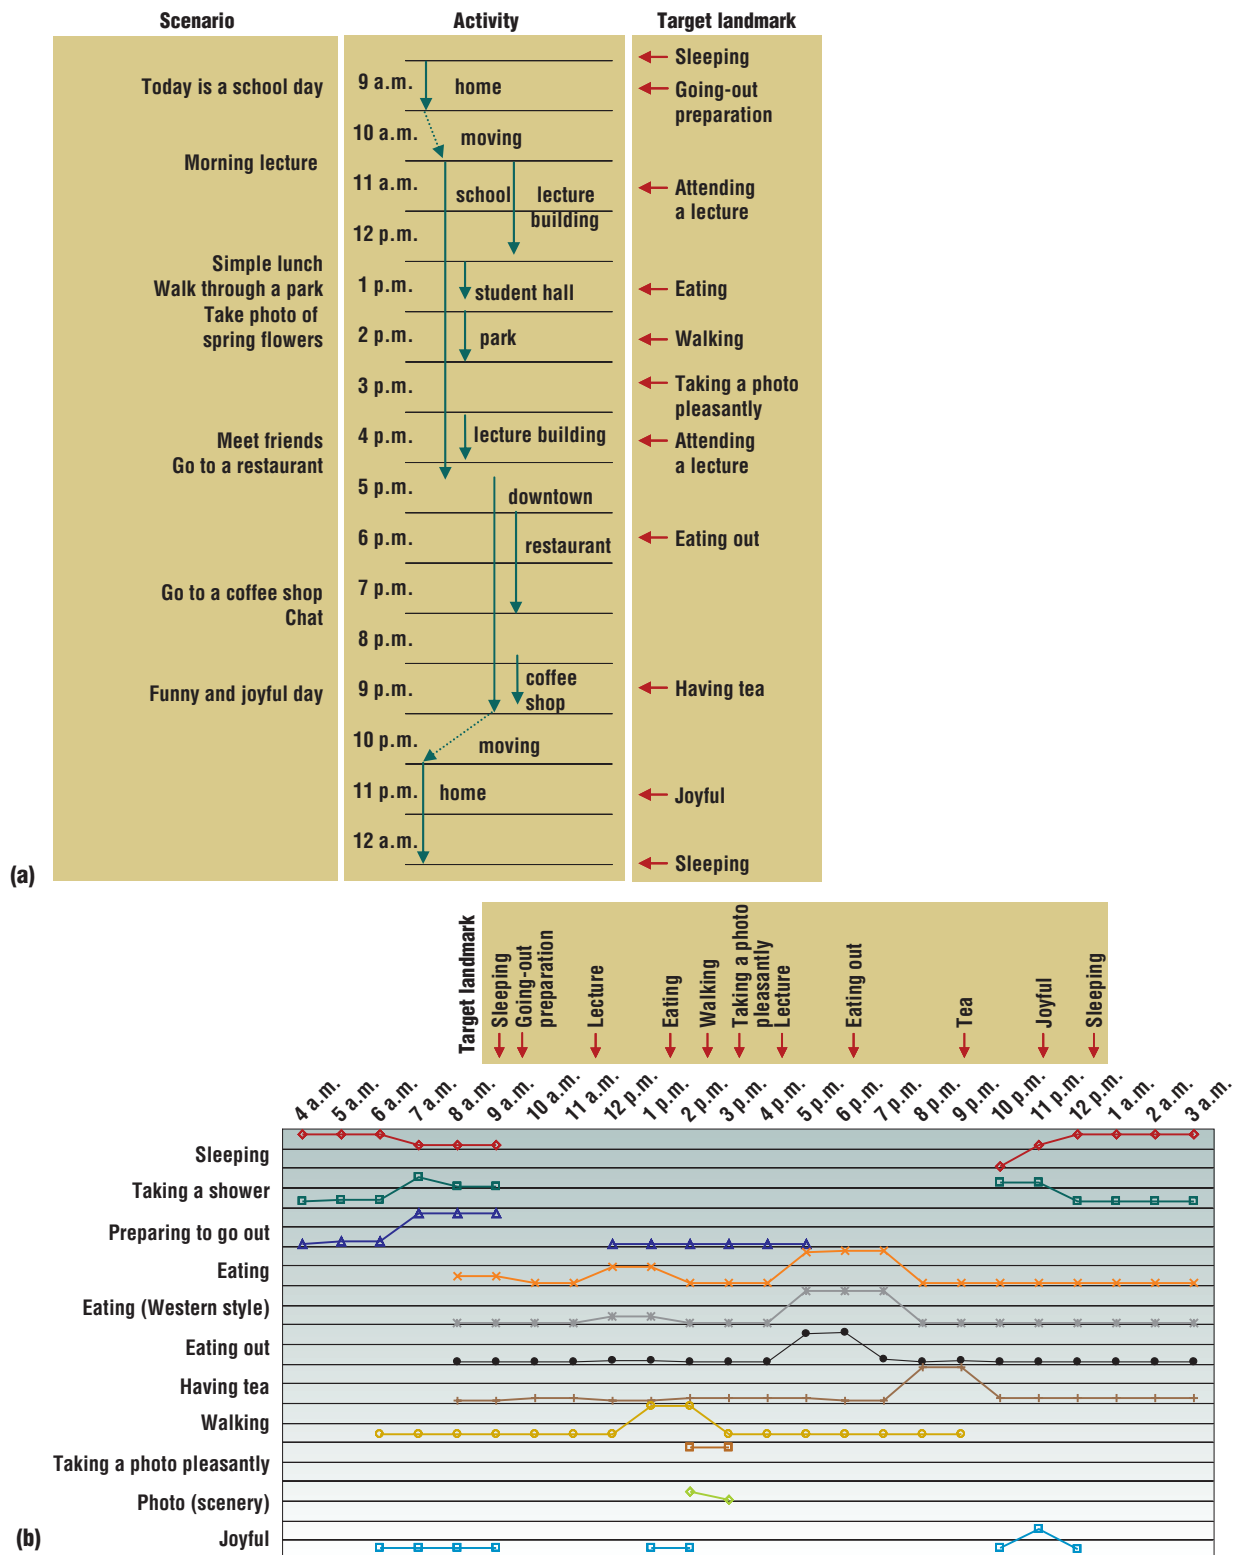 Scenario
Activity
Target landmark
Today is a school day
Morning lecture
Simple lunch
Walk through a park
Take photo of
spring flowers
Meet friends
Go to a restaurant
Go to a coffee shop
Chat
Funny and joyful day
9 a.m.
home
10 a.m.
moving
11 a.m.
school
lecture
building
12 p.m.
1 p.m.
student hall
2 p.m.
park
3 p.m.
4 p.m.
lecture building
5 p.m.
downtown
6 p.m.
restaurant
7 p.m.
8 p.m.
9 p.m.
coffee
shop
10 p.m.
moving
11 p.m.
home
12 a.m.
Sleeping
Going-out
preparation
Attending
a lecture
Eating
Walking
Taking a photo
pleasantly
Attending
a lecture
Eating out
Having tea
Joyful
Sleeping
(a)
Target landmark
Sleeping
Going-out
preparation
Lecture
Eating
Walking
Taking a photo
pleasantly
Lecture
Eating out
Tea
Joyful
Sleeping
4 a.m.
5 a.m.
6 a.m.
7 a.m.
8 a.m.
9 a.m.
10 a.m.
11 a.m.
12 p.m.
1 p.m.
2 p.m.
3 p.m.
4 p.m.
5 p.m.
6 p.m.
7 p.m.
8 p.m.
9 p.m.
10 p.m.
11 p.m.
12 p.m.
1 a.m.
2 a.m.
3 a.m.
Sleeping
Taking a shower
Preparing to go out
Eating
Eating (Western style)
Eating out
Having tea
Walking
Taking a photo pleasantly
Photo (scenery)
Joyful
(b)